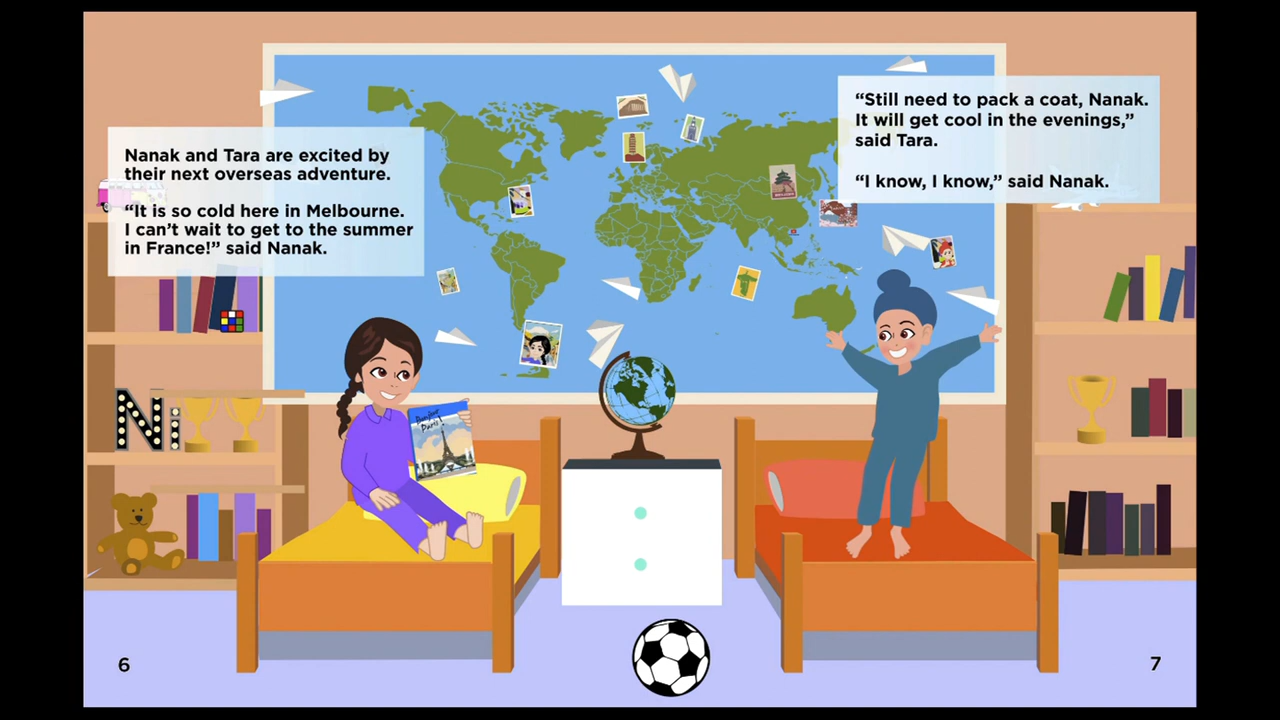 Nanak and Tara are excited by
their next overseas adventure.
“It is so cold here in Melbourne.
I can’t wait to get to the summer
in France!” said Nanak.
“Still need to pack a coat, Nanak.
It will get cool in the evenings,”
said Tara.
“I know, I know,” said Nanak.
Ni
Bonjour
Paris!
6
7